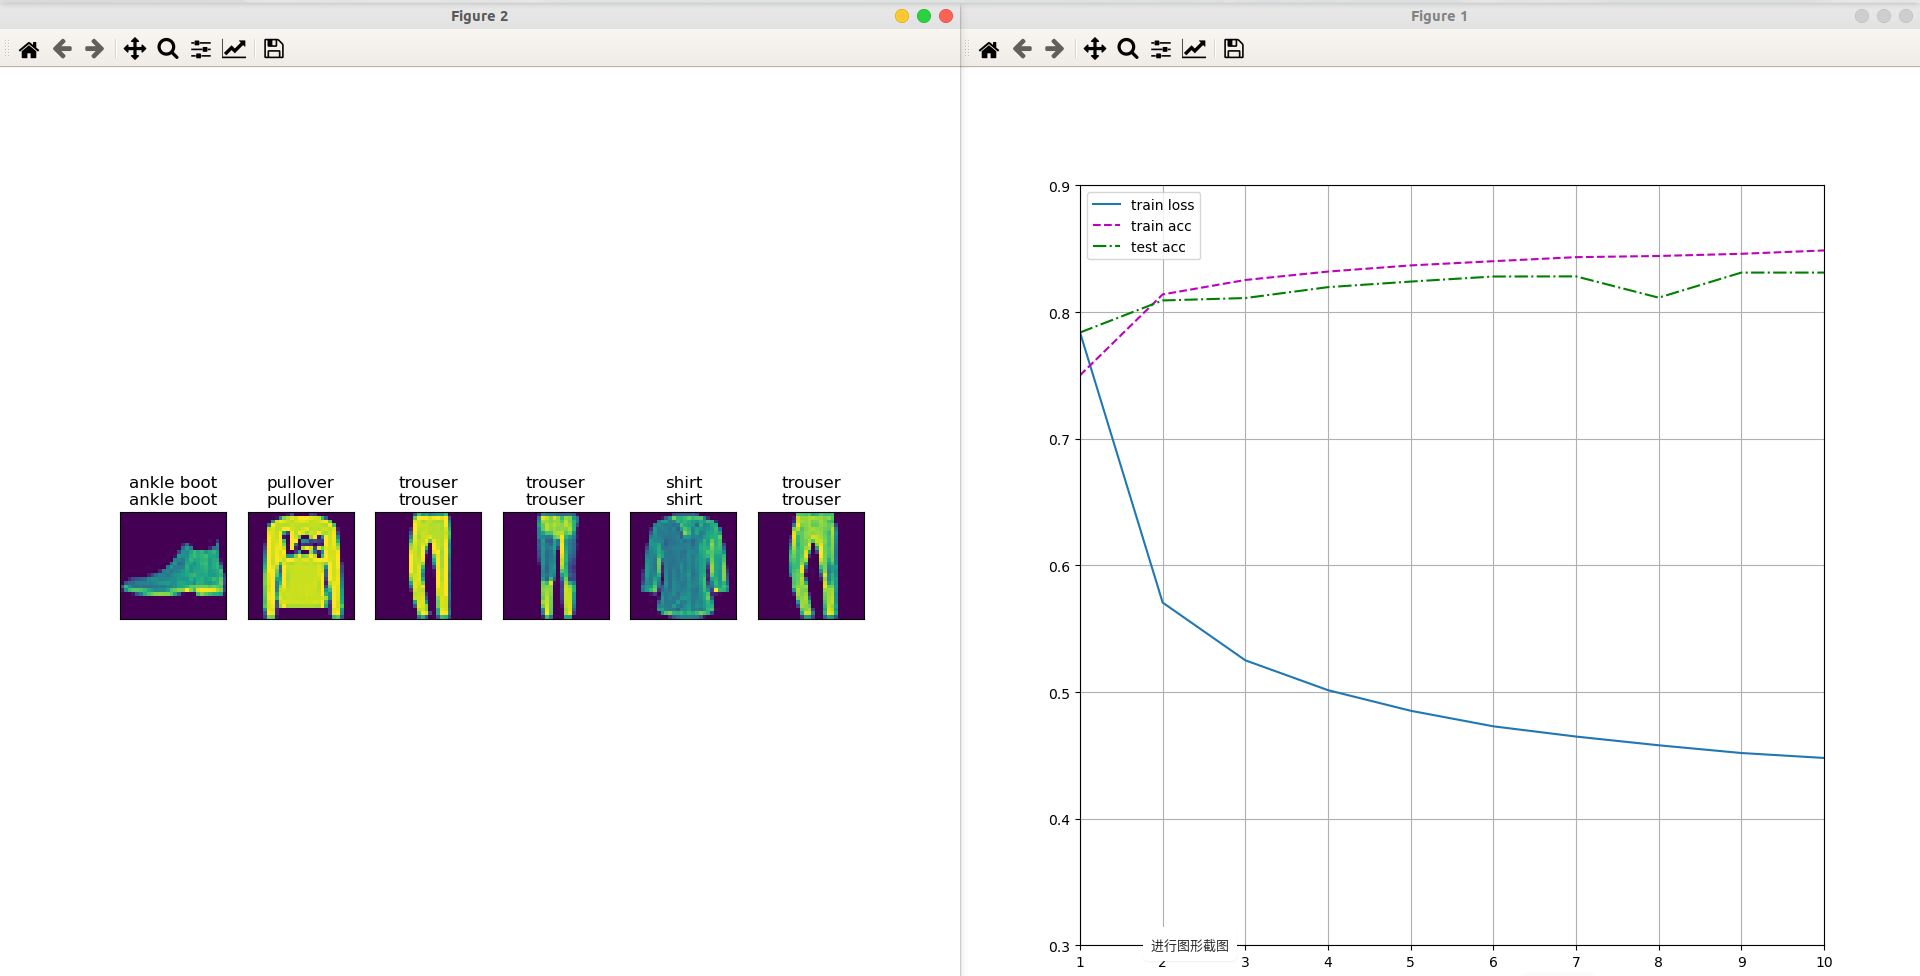 Figure 2
ankle boot
ankle boot
pullover
pullover
trouser
trouser
trouser
trouser
shirt
shirt
trouser
trouser
Figure 1
train loss
train acc
test acc
0.9
0.8
0.7
0.6
0.5
0.4
0.3
1 2 3 4 5 6 7 8 9 10
进行图形截图